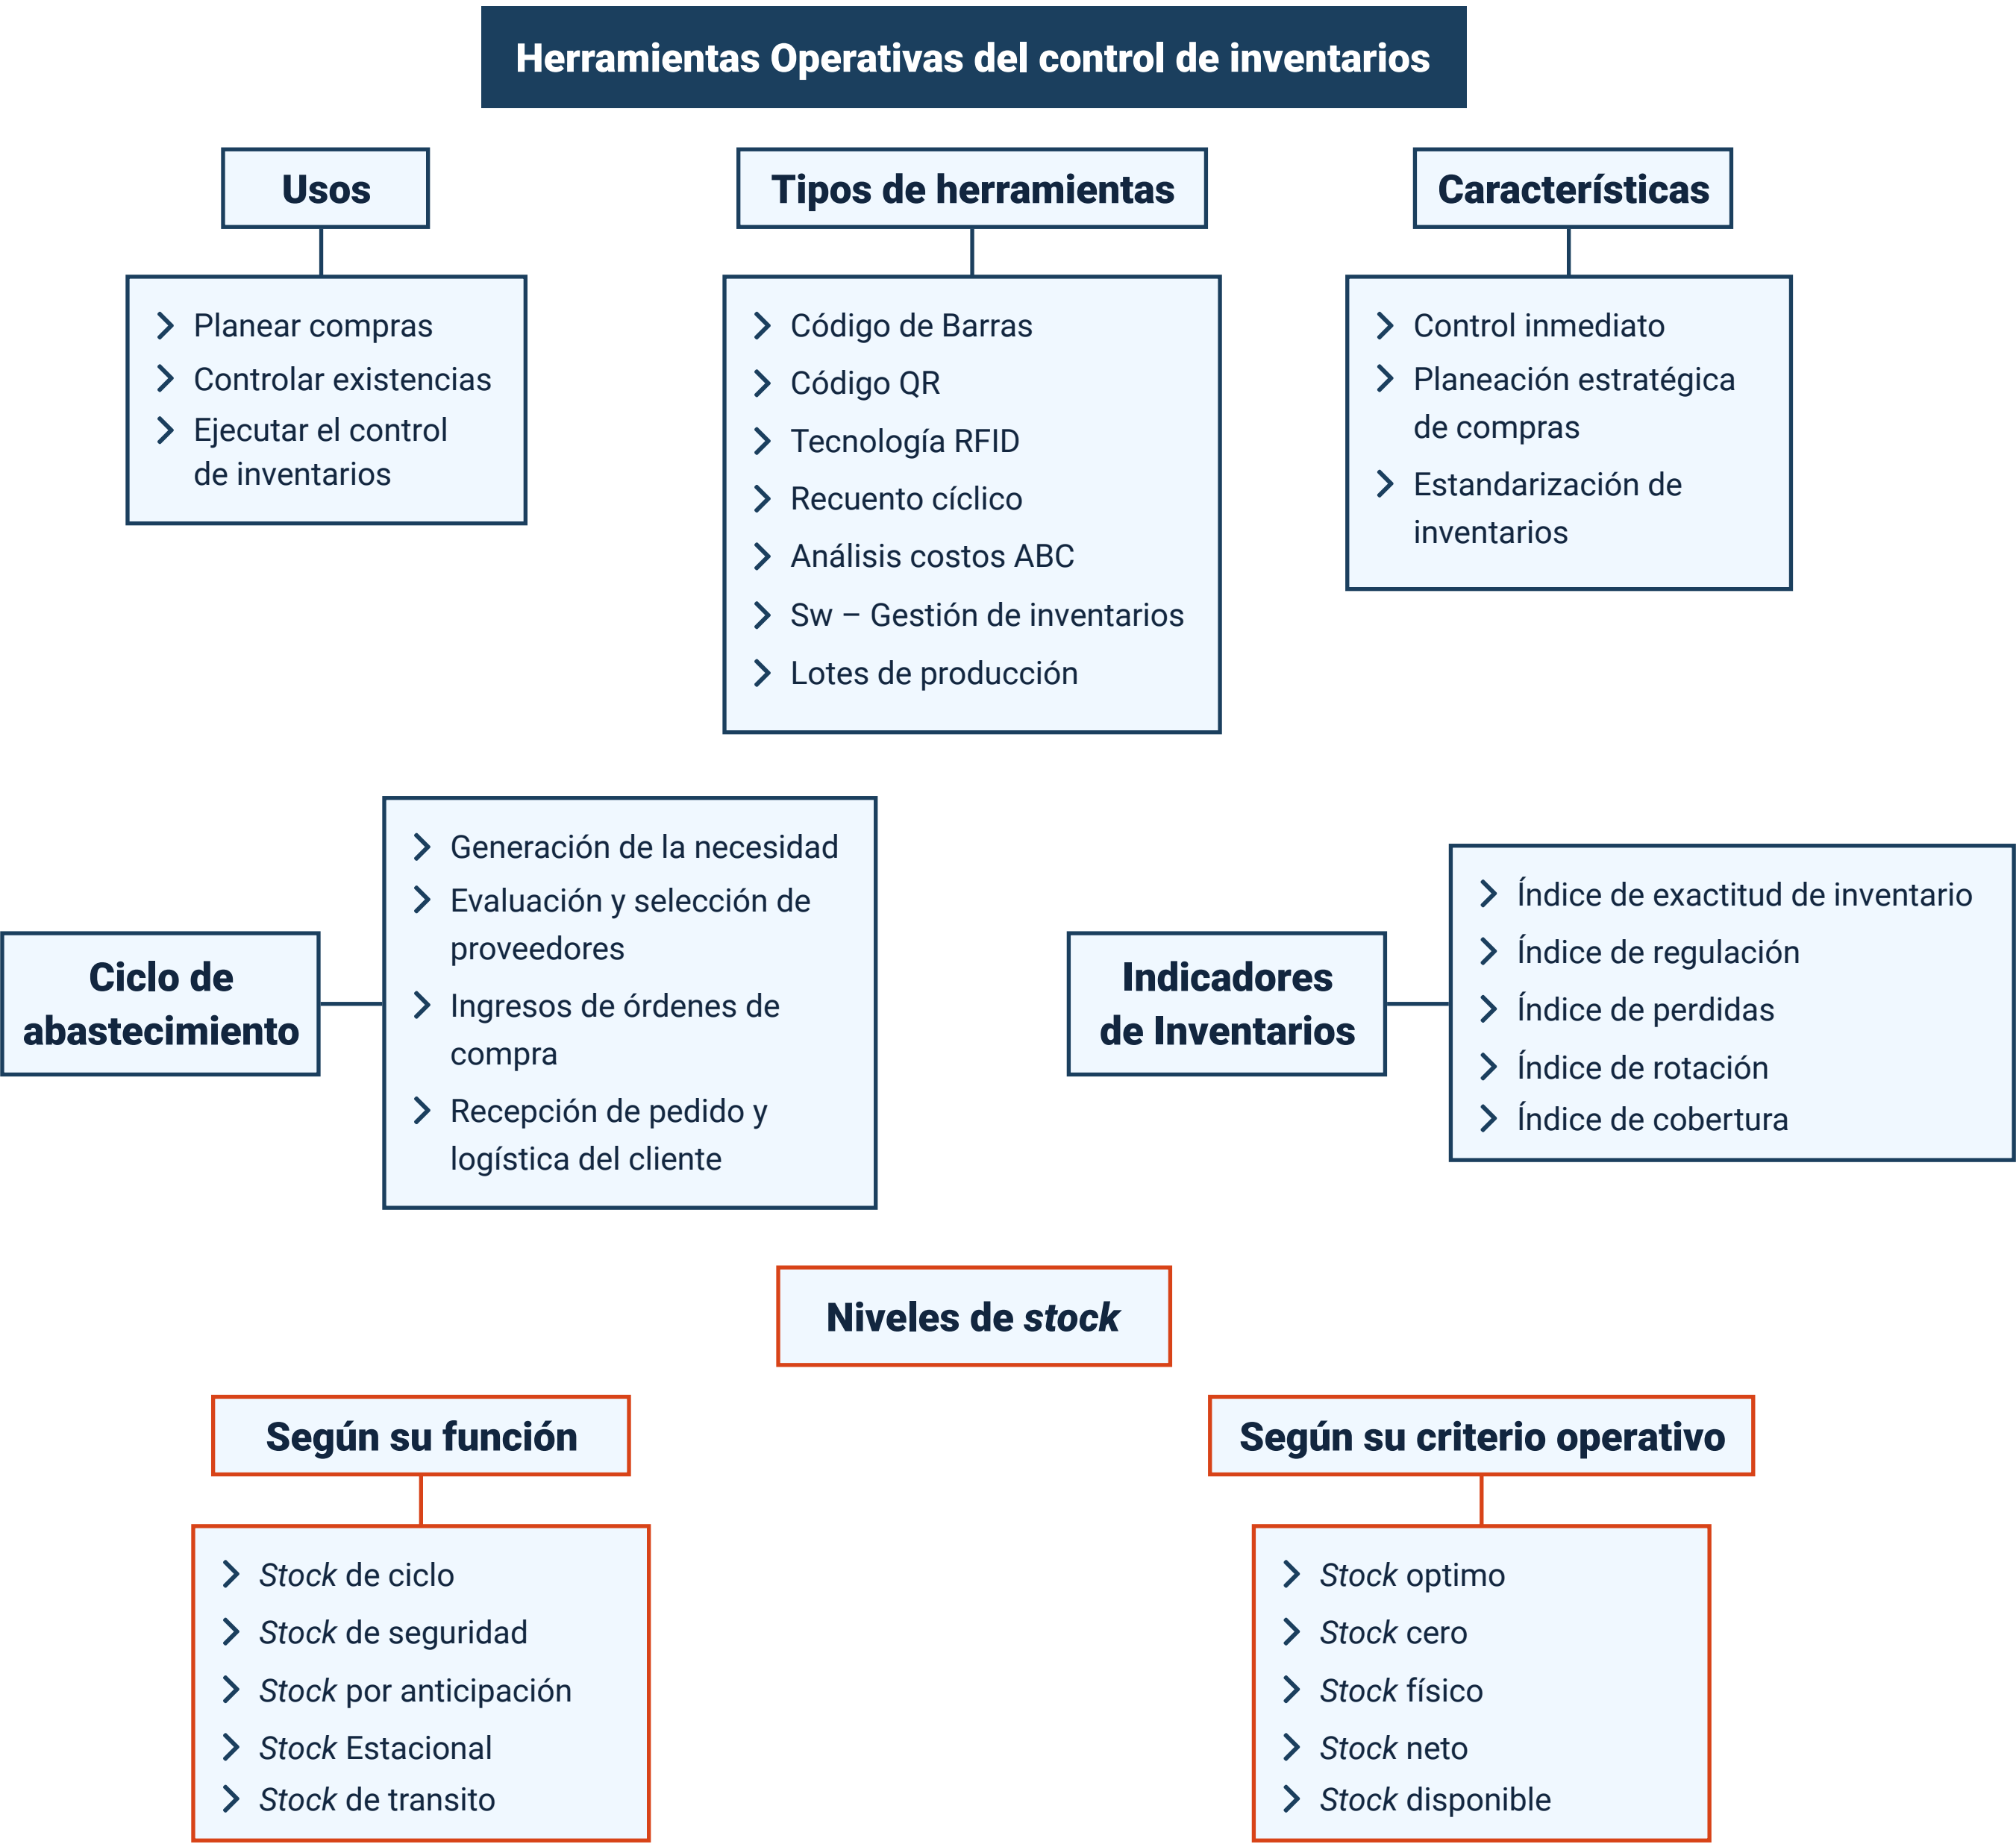 Herramientas Operativas del control de inventarios
Usos
Planear compras
Controlar existencias
Ejecutar el control
de inventarios
Tipos de herramientas
Código de Barras
Código QR
Tecnología RFID
Recuento cíclico
Análisis costos ABC
Sw – Gestión de inventarios
Lotes de producción
Características
Control inmediato
Planeación estratégica
de compras
Estandarización de
inventarios
Ciclo de
abastecimiento
Generación de la necesidad
Evaluación y selección de
proveedores
Ingresos de órdenes de
compra
Recepción de pedido y
logística del cliente
Indicadores
de Inventarios
Índice de exactitud de inventario
Índice de regulación
Índice de perdidas
Índice de rotación
Índice de cobertura
Niveles de stock
Según su función
Stock de ciclo
Stock de seguridad
Stock por anticipación
Stock Estacional
Stock de transito
Según su criterio operativo
Stock optimo
Stock cero
Stock físico
Stock neto
Stock disponible